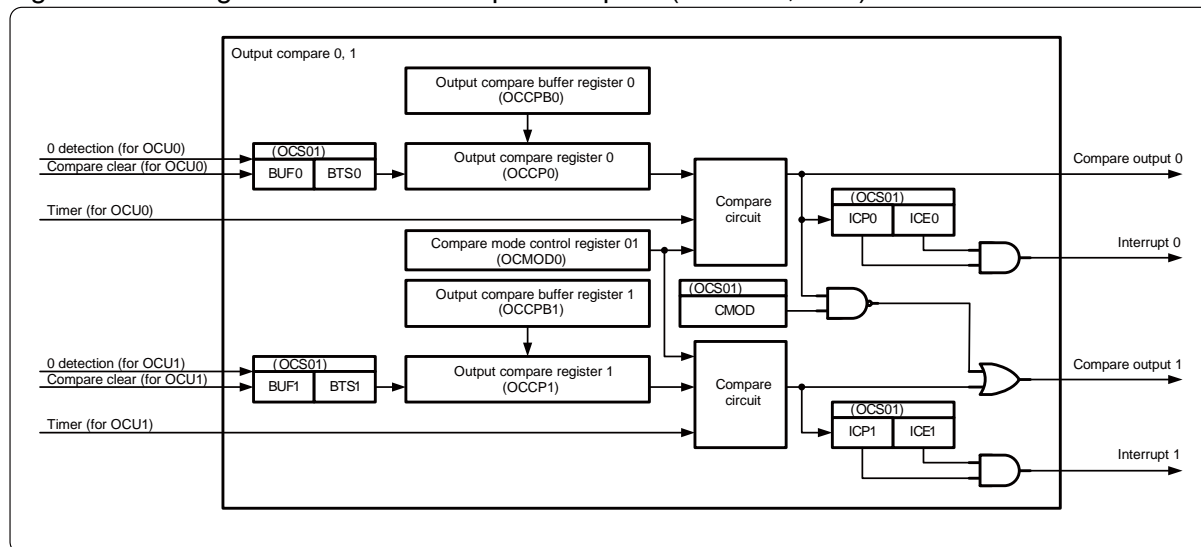 Output compare 0, 1
Output compare buffer register 0
(OCCPB0)
0 detection (for OCU0)
Compare clear (for OCU0)
(OCS01)
BUF0 BTS0
Output compare register 0
(OCCP0)
Compare output 0
Timer (for OCU0)
Compare
circuit
(OCS01)
ICP0 ICE0
Compare mode control register 01
(OCMOD0)
Interrupt 0
Output compare buffer register 1
(OCCPB1)
(OCS01)
CMOD
0 detection (for OCU1)
Compare clear (for OCU1)
(OCS01)
BUF1 BTS1
Output compare register 1
(OCCP1)
Compare
circuit
Compare output 1
Timer (for OCU1)
(OCS01)
ICP1 ICE1
Interrupt 1